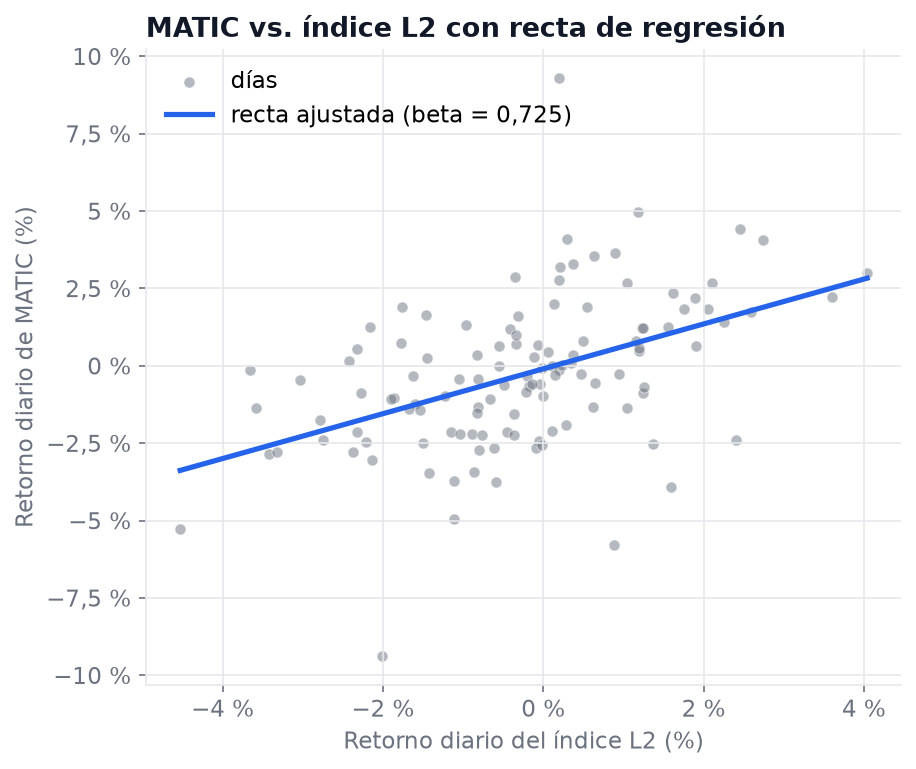 MATIC vs. índice L2 con recta de regresión
días
recta ajustada (beta = 0,725)
Retorno diario de MATIC (%)
10 %
7,5 %
5 %
2,5 %
0 %
−2,5 %
−5 %
−7,5 %
−10 %
−4 %
−2 %
0 %
2 %
4 %
Retorno diario del índice L2 (%)